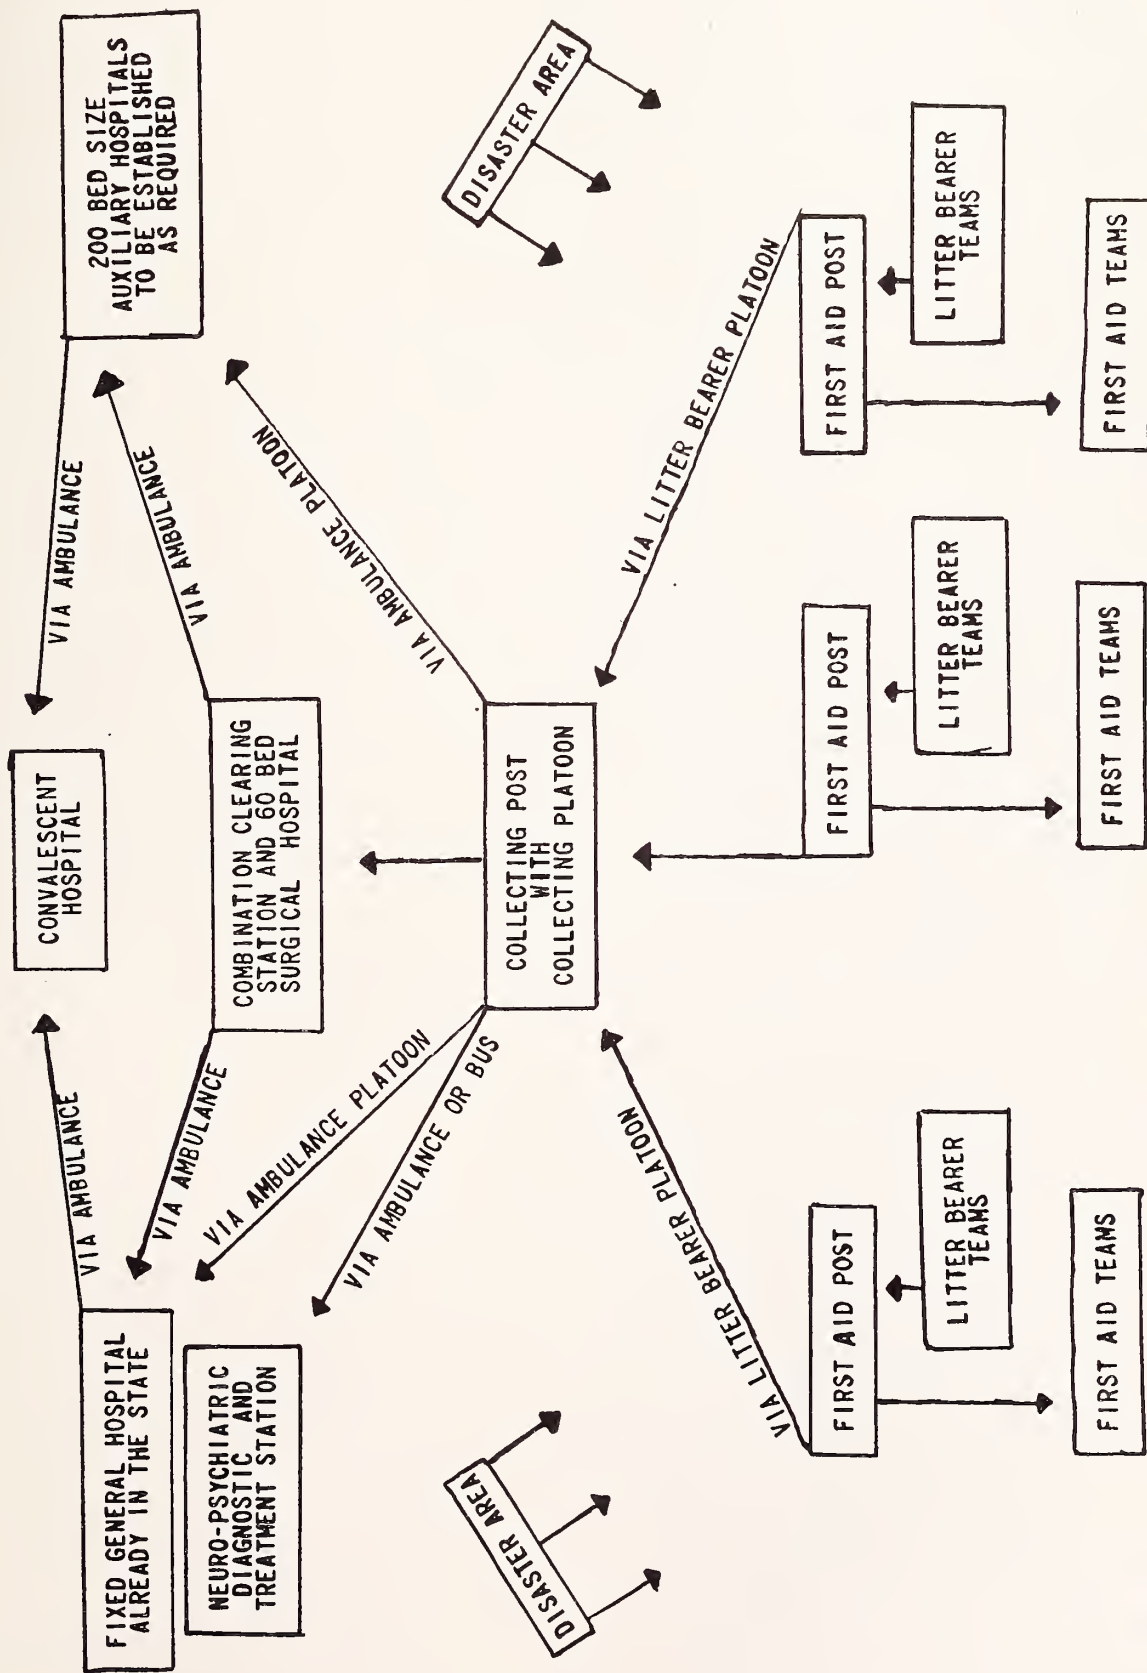 CONVALESCENT
HOSPITAL
200 BED SIZE
AUXILIARY HOSPITALS
TO BE ESTABLISHED
AS REQUIRED
VIA AMBULANCE
VIA AMBULANCE
FIXED GENERAL HOSPITAL
ALREADY IN THE STATE
VIA AMBULANCE
VIA AMBULANCE
NEURO-PSYCHIATRIC
DIAGNOSTIC AND
TREATMENT STATION
COMBINATION CLEARING
STATION AND 60 BED
SURGICAL HOSPITAL
VIA AMBULANCE PLATOON
VIA AMBULANCE PLATOON
VIA AMBULANCE OR BUS
DISASTER AREA
COLLECTING POST
WITH
COLLECTING PLATOON
DISASTER AREA
VIA LITTER BEARER PLATOON
VIA LITTER BEARER PLATOON
FIRST AID POST
FIRST AID POST
FIRST AID POST
LITTER BEARER
TEAMS
LITTER BEARER
TEAMS
LITTER BEARER
TEAMS
FIRST AID TEAMS
FIRST AID TEAMS
FIRST AID TEAMS